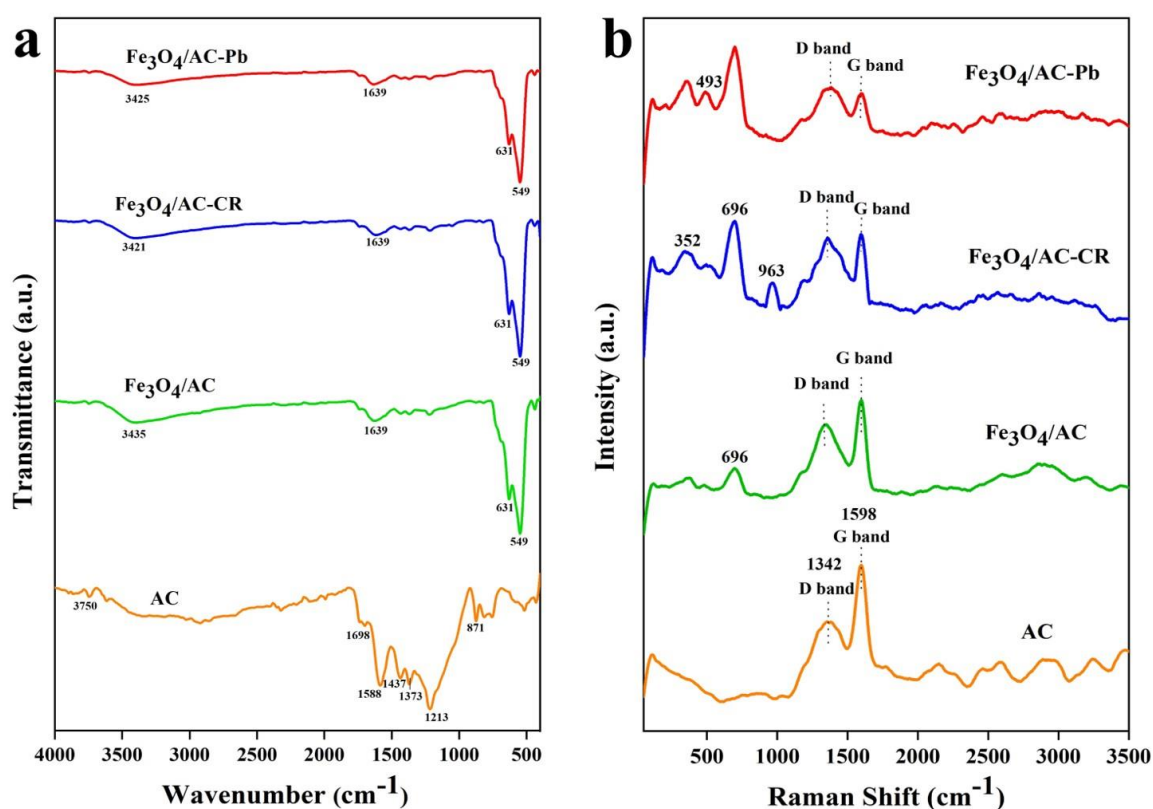 a
Fe3O4/AC-Pb
3425
1639
631
549
Fe3O4/AC-CR
3421
1639
631
549
Fe3O4/AC
3435
1639
631
549
AC
3750
1698
1588
1437
1373
1213
871
Transmittance (a.u.)
4000 3500 3000 2500 2000 1500 1000 500
Wavenumber (cm-1)
b
D band
G band
Fe3O4/AC-Pb
493
D band
G band
696
352
963
Fe3O4/AC-CR
G band
D band
696
Fe3O4/AC
1598
G band
1342
D band
AC
Intensity (a.u.)
500 1000 1500 2000 2500 3000 3500
Raman Shift (cm-1)